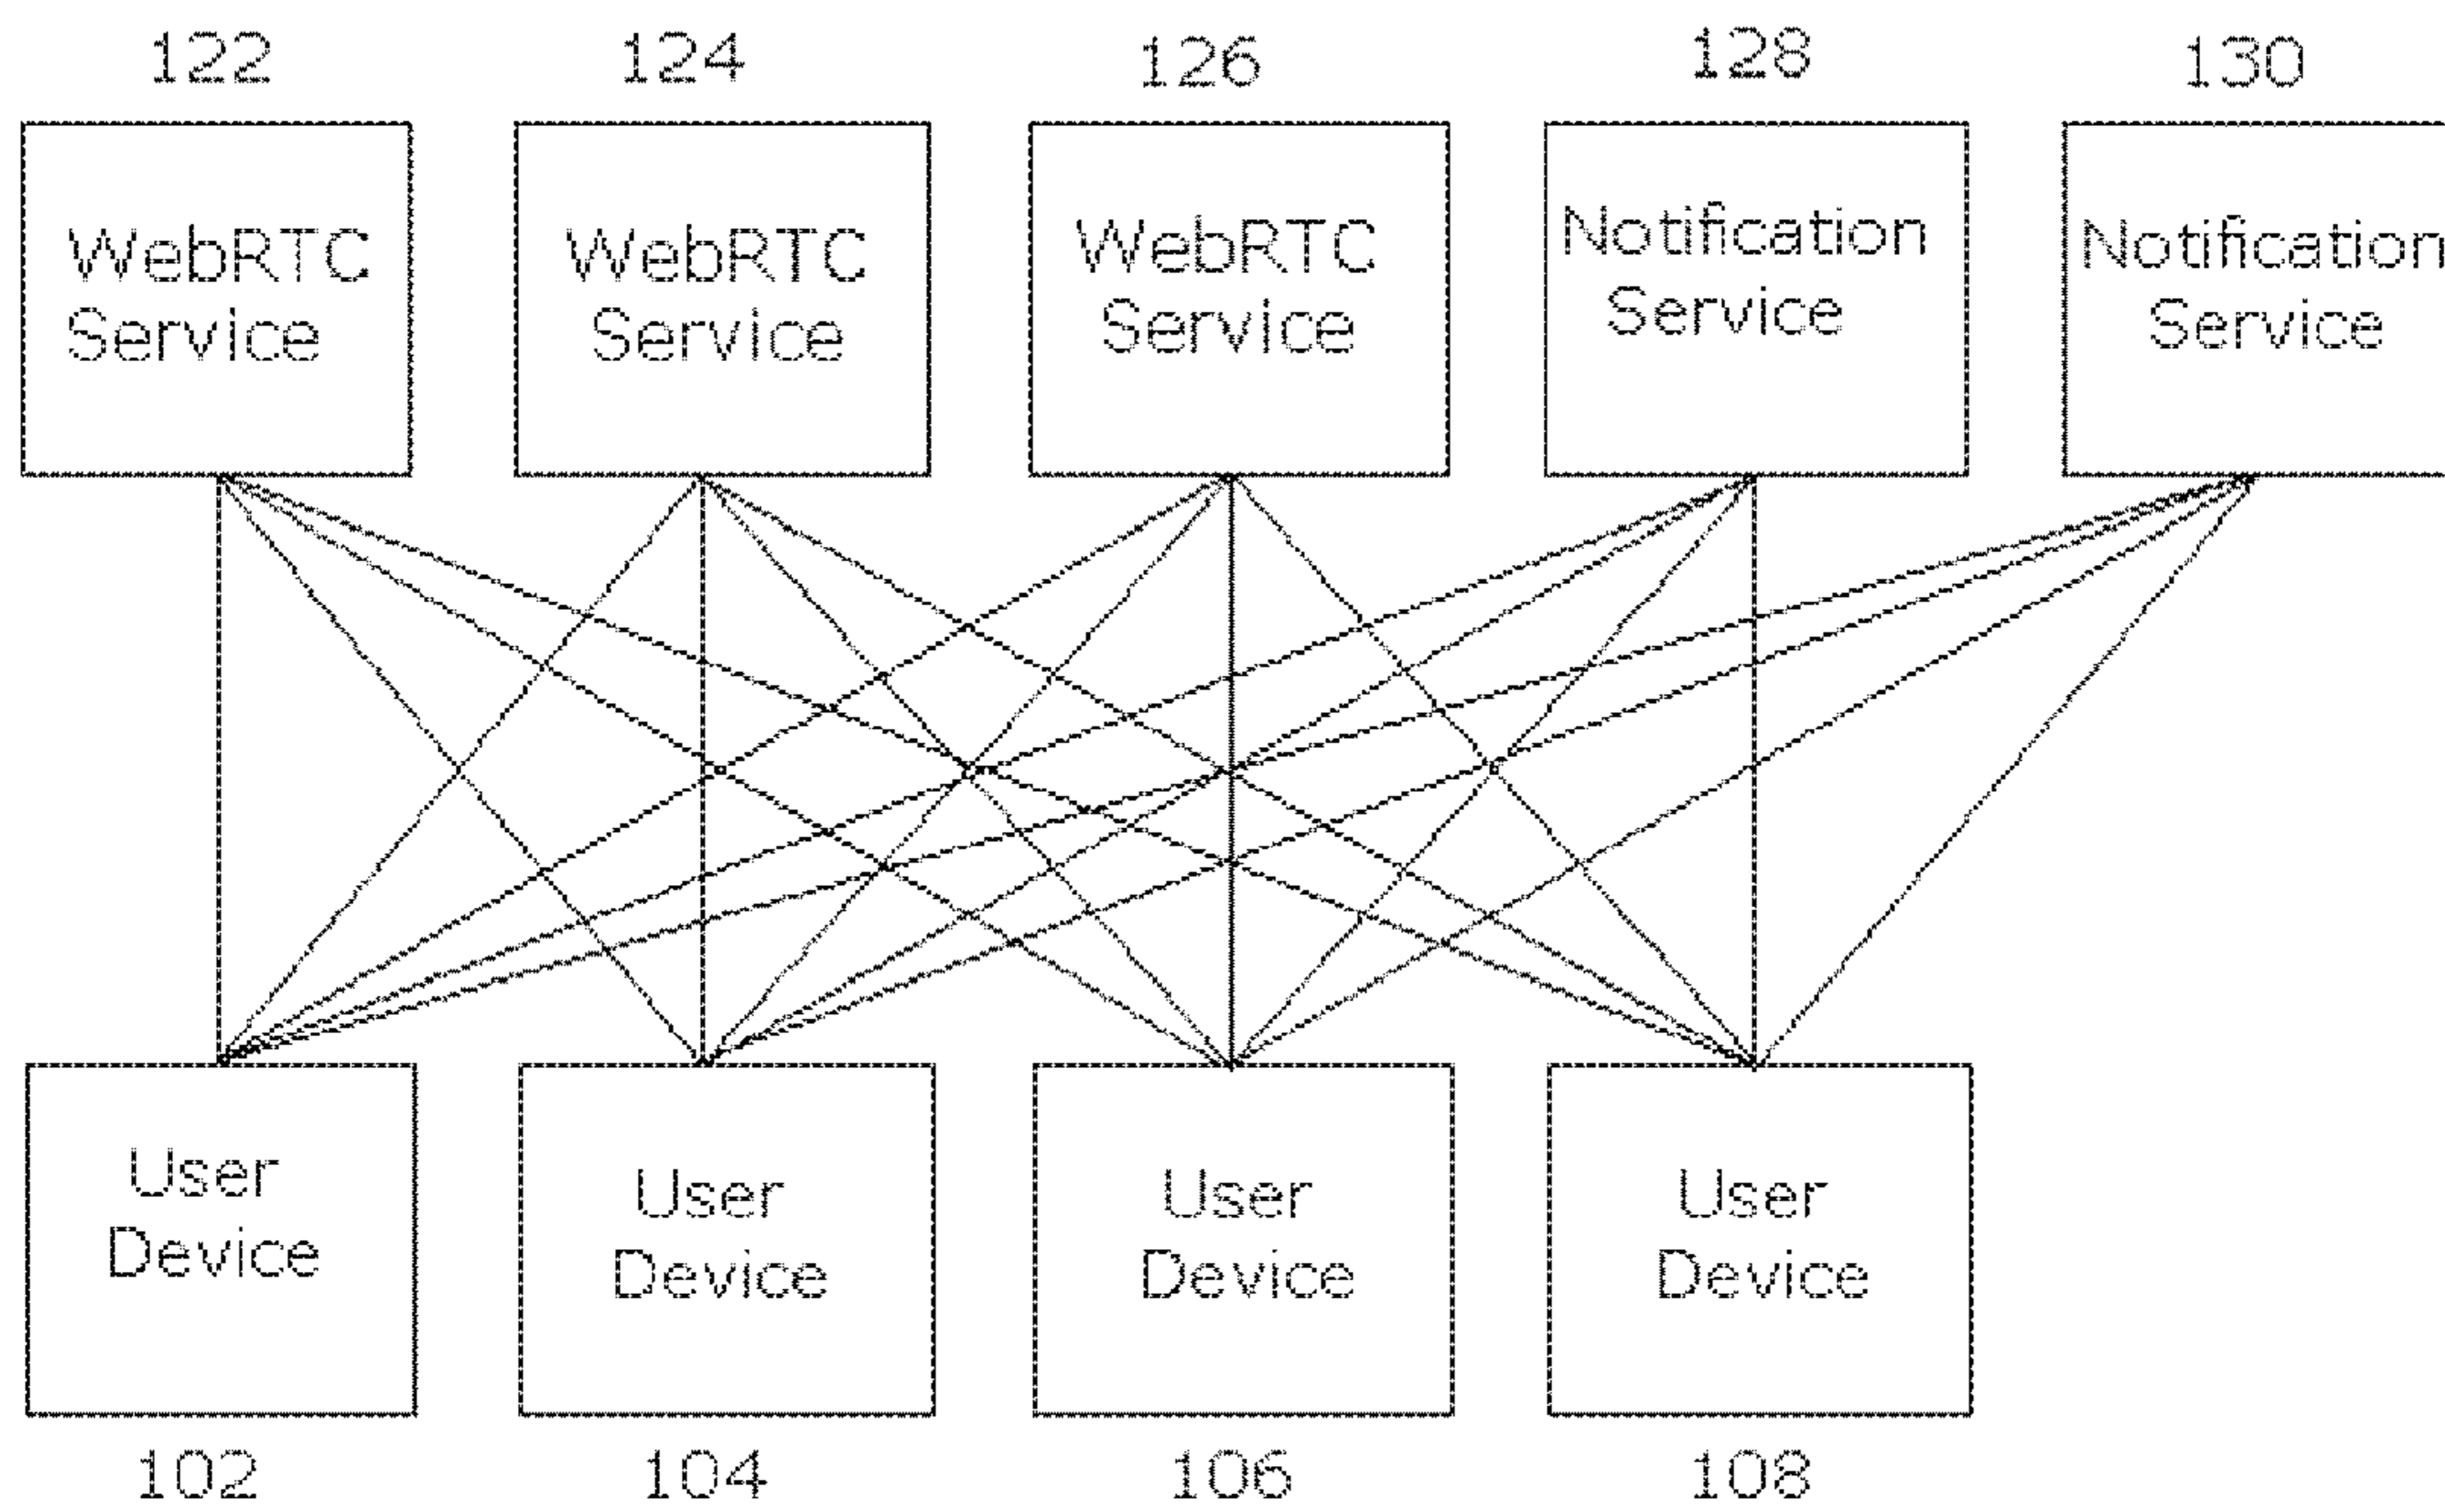 122
124
126
128
130
WebRTC
Service
WebRTC
Service
WebRTC
Service
Notification
Service
Notification
Service
User
Device
User
Device
User
Device
User
Device
102
104
106
108